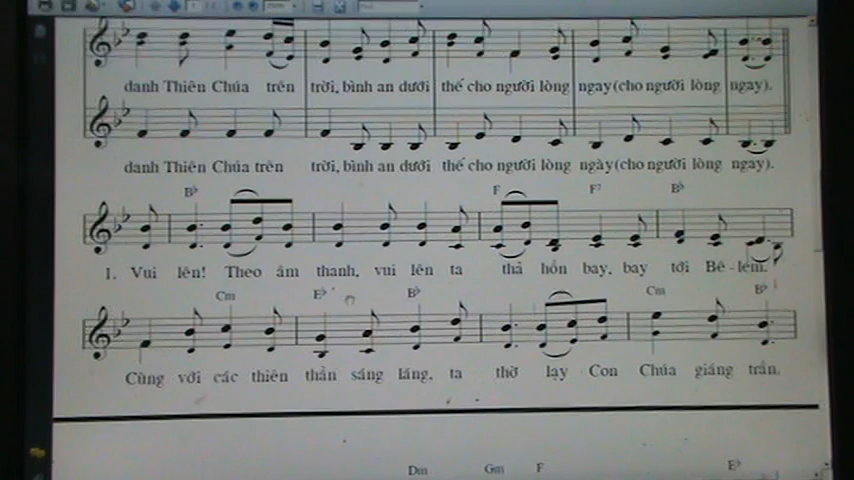 danh Thiên Chúa trên trời, bình an dưới thế cho người lòng ngay(cho người lòng ngay).
danh Thiên Chúa trên trời, bình an dưới thế cho người lòng ngày(cho người lòng ngay).
B♭ F F7 B♭
1. Vui lên! Theo âm thanh, vui lên ta thả hồn bay, bay tới Bê - lem.
Cm E♭ B♭ Cm B♭
Cùng với các thiên thần sáng láng, ta thờ lạy Con Chúa giáng trần.
Dm Gm F E♭